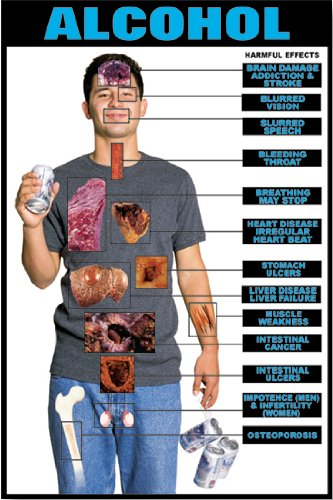 ALCOHOL
HARMFUL EFFECTS
BRAIN DAMAGE
ADDICTION &
STROKE
BLURRED
VISION
SLURRED
SPEECH
BLEEDING
THROAT
BREATHING
MAY STOP
HEART DISEASE
IRREGULAR
HEART BEAT
STOMACH
ULCERS
LIVER DISEASE
LIVER FAILURE
MUSCLE
WEAKNESS
INTESTINAL
CANCER
INTESTINAL
ULCERS
IMPOTENCE (MEN)
& INFERTILITY
(WOMEN)
OSTEOPOROSIS